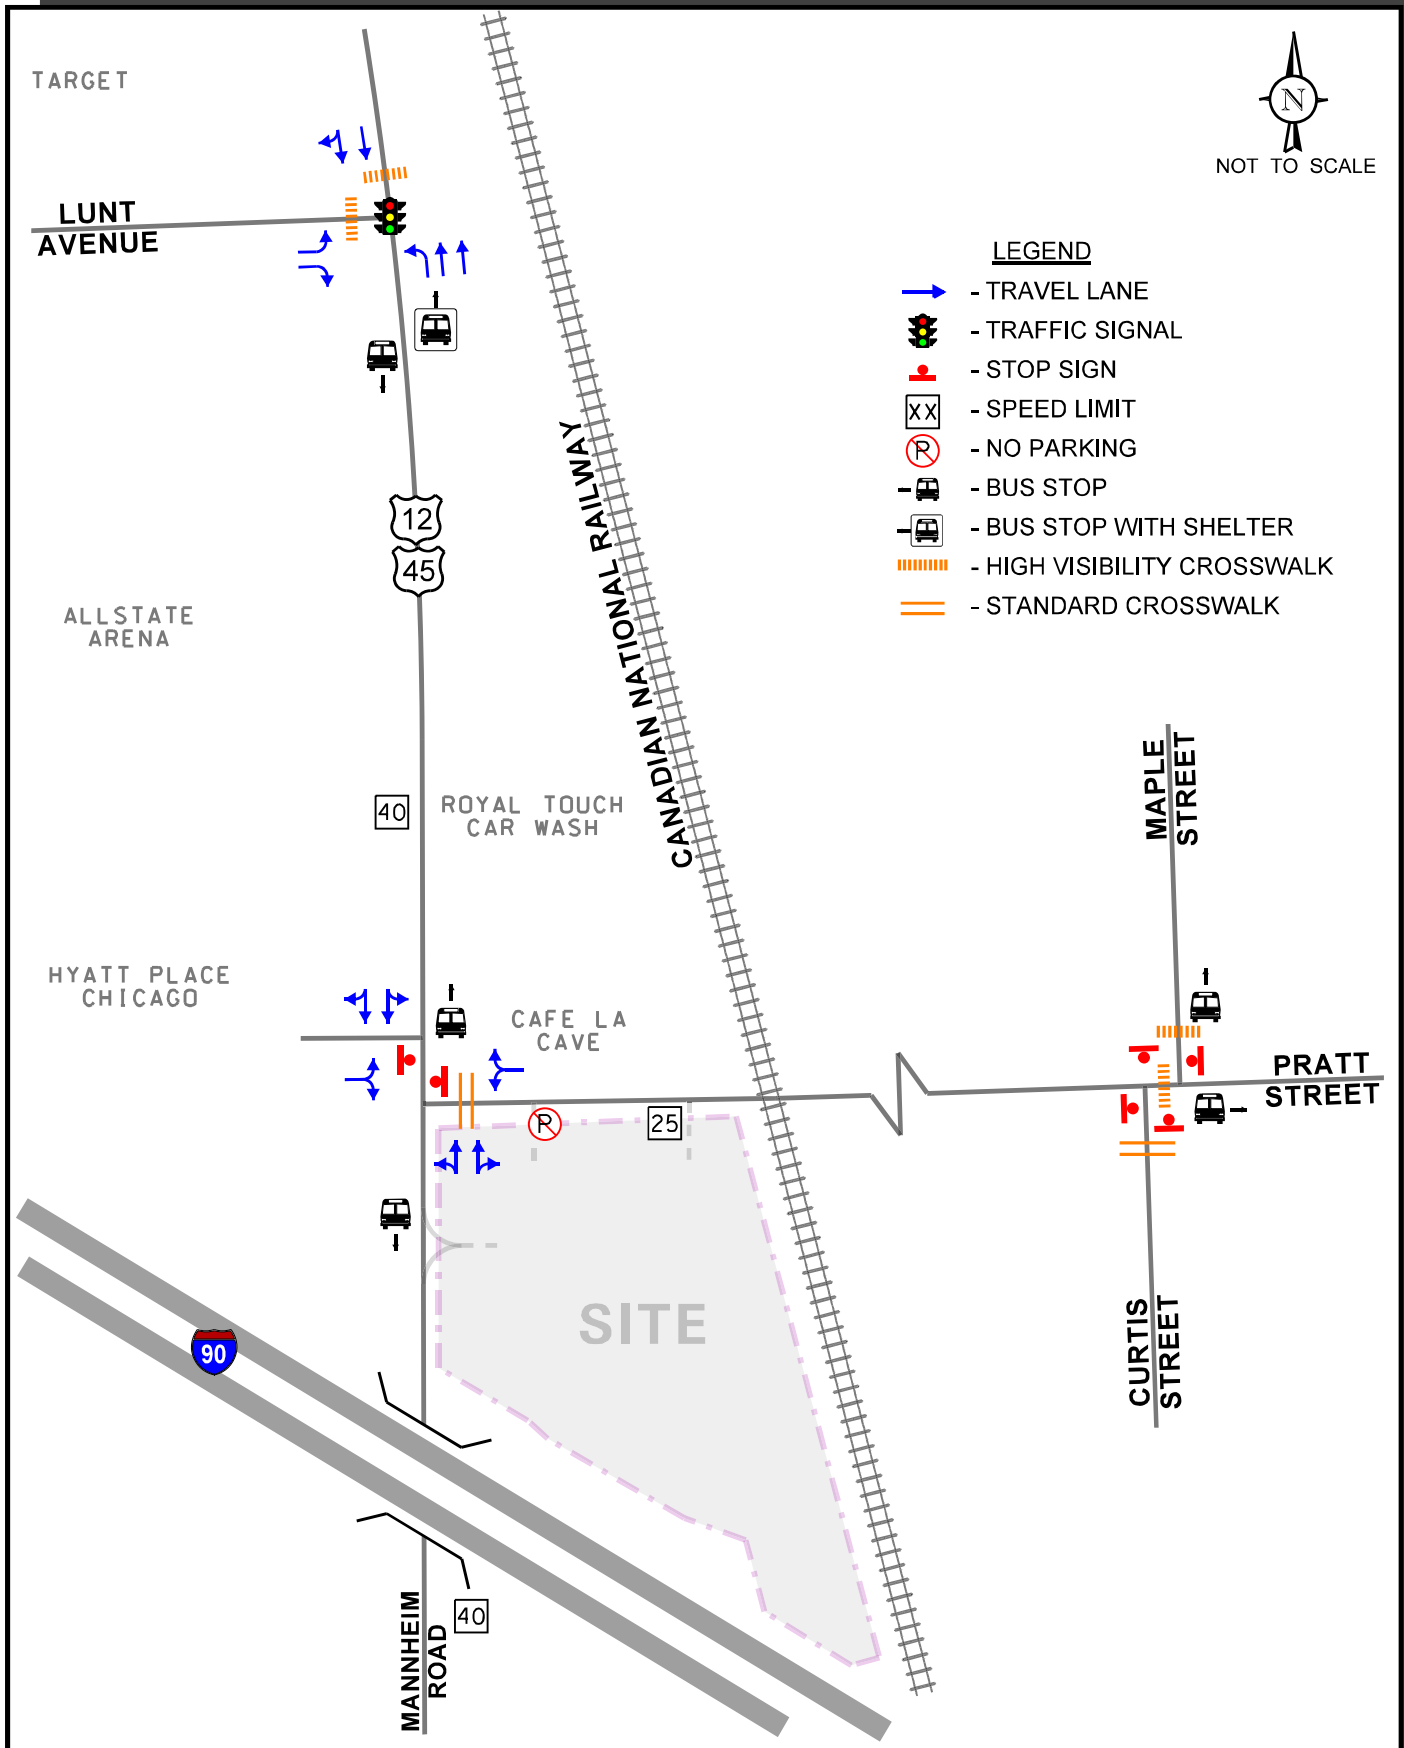 TARGET
N
NOT TO SCALE
LUNT
AVENUE
LEGEND
- TRAVEL LANE
- TRAFFIC SIGNAL
- STOP SIGN
XX - SPEED LIMIT
P - NO PARKING
- BUS STOP
- BUS STOP WITH SHELTER
- HIGH VISIBILITY CROSSWALK
- STANDARD CROSSWALK
12
45
CANADIAN NATIONAL RAILWAY
ALLSTATE
ARENA
40
ROYAL TOUCH
CAR WASH
MAPLE
STREET
HYATT PLACE
CHICAGO
CAFE LA
CAVE
PRATT
STREET
P
25
SITE
90
CURTIS
STREET
MANNHEIM
ROAD
40